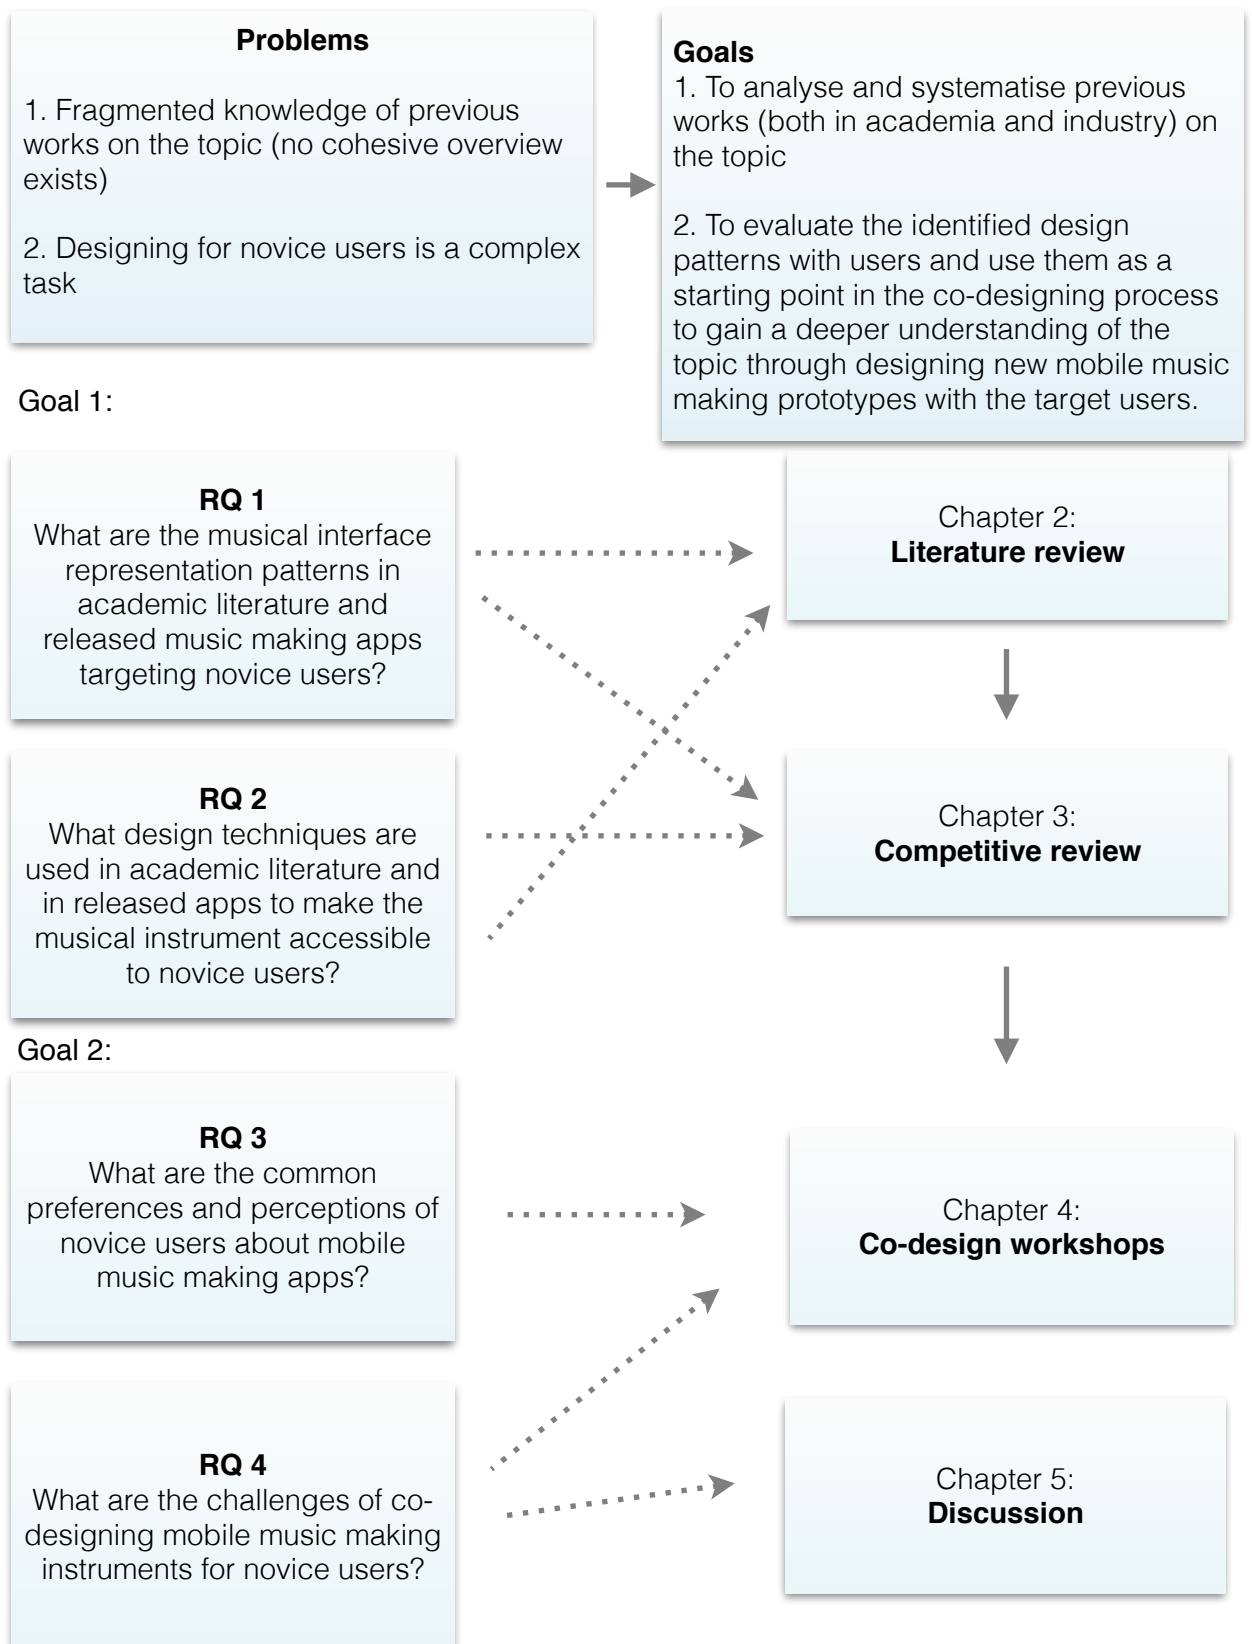 Problems
1. Fragmented knowledge of previous
works on the topic (no cohesive overview
exists)
2. Designing for novice users is a complex
task
Goals
1. To analyse and systematise previous
works (both in academia and industry) on
the topic
2. To evaluate the identified design
patterns with users and use them as a
starting point in the co-designing process
to gain a deeper understanding of the
topic through designing new mobile music
making prototypes with the target users.
Goal 1:
RQ 1
What are the musical interface
representation patterns in
academic literature and
released music making apps
targeting novice users?
Chapter 2:
Literature review
RQ 2
What design techniques are
used in academic literature and
in released apps to make the
musical instrument accessible
to novice users?
Chapter 3:
Competitive review
Goal 2:
RQ 3
What are the common
preferences and perceptions of
novice users about mobile
music making apps?
Chapter 4:
Co-design workshops
RQ 4
What are the challenges of co-
designing mobile music making
instruments for novice users?
Chapter 5:
Discussion